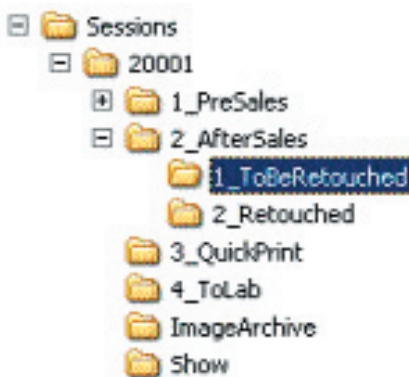 Sessions
20001
1_PreSales
2_AfterSales
1_ToBeRetouched
2_Retouched
3_QuickPrint
4_ToLab
ImageArchive
Show